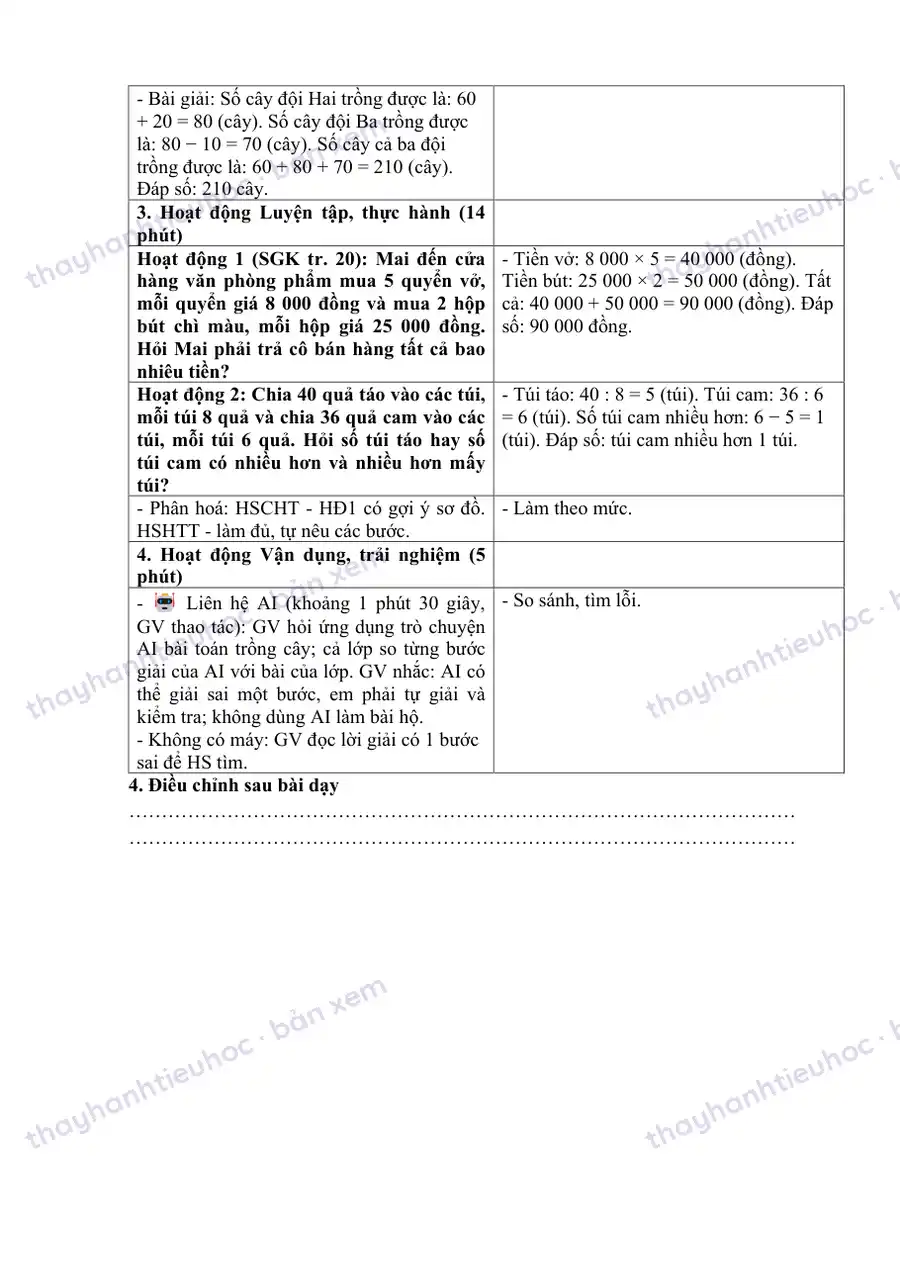 - Bài giải: Số cây đội Hai trồng được là: 60
+ 20 = 80 (cây). Số cây đội Ba trồng được
là: 80 − 10 = 70 (cây). Số cây cả ba đội
trồng được là: 60 + 80 + 70 = 210 (cây).
Đáp số: 210 cây.
3. Hoạt động Luyện tập, thực hành (14
phút)
Hoạt động 1 (SGK tr. 20): Mai đến cửa
hàng văn phòng phẩm mua 5 quyển vở,
mỗi quyển giá 8 000 đồng và mua 2 hộp
bút chì màu, mỗi hộp giá 25 000 đồng.
Hỏi Mai phải trả cô bán hàng tất cả bao
nhiêu tiền?
- Tiền vở: 8 000 × 5 = 40 000 (đồng).
Tiền bút: 25 000 × 2 = 50 000 (đồng). Tất
cả: 40 000 + 50 000 = 90 000 (đồng). Đáp
số: 90 000 đồng.
Hoạt động 2: Chia 40 quả táo vào các túi,
mỗi túi 8 quả và chia 36 quả cam vào các
túi, mỗi túi 6 quả. Hỏi số túi táo hay số
túi cam có nhiều hơn và nhiều hơn mấy
túi?
- Túi táo: 40 : 8 = 5 (túi). Túi cam: 36 : 6
= 6 (túi). Số túi cam nhiều hơn: 6 − 5 = 1
(túi). Đáp số: túi cam nhiều hơn 1 túi.
- Phân hoá: HSCHT - HĐ1 có gợi ý sơ đồ.
HSHTT - làm đủ, tự nêu các bước.
- Làm theo mức.
4. Hoạt động Vận dụng, trải nghiệm (5
phút)
- Liên hệ AI (khoảng 1 phút 30 giây,
GV thao tác): GV hỏi ứng dụng trò chuyện
AI bài toán trồng cây; cả lớp so từng bước
giải của AI với bài của lớp. GV nhắc: AI có
thể giải sai một bước, em phải tự giải và
kiểm tra; không dùng AI làm bài hộ.
- Không có máy: GV đọc lời giải có 1 bước
sai để HS tìm.
- So sánh, tìm lỗi.
4. Điều chỉnh sau bài dạy
……………………………………………………………………………………………
……………………………………………………………………………………………
thayhanhtieuhoc · bản xem
thayhanhtieuhoc · b
thayhanhtieuhoc · bản xem
thayhanhtieuhoc · b
thayhanhtieuhoc · bản xem
thayhanhtieuhoc · b